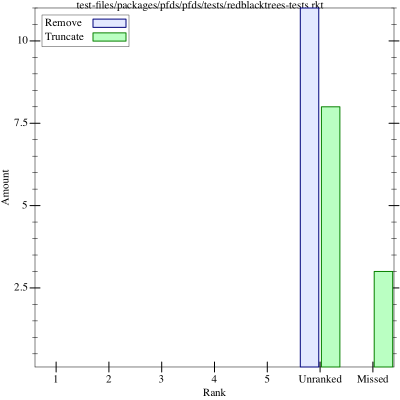 test-files/packages/pfds/pfds/tests/redblacktrees-tests.rkt
Remove
Truncate
10
7.5
5
2.5
Amount
1 2 3 4 5 Unranked Missed
Rank